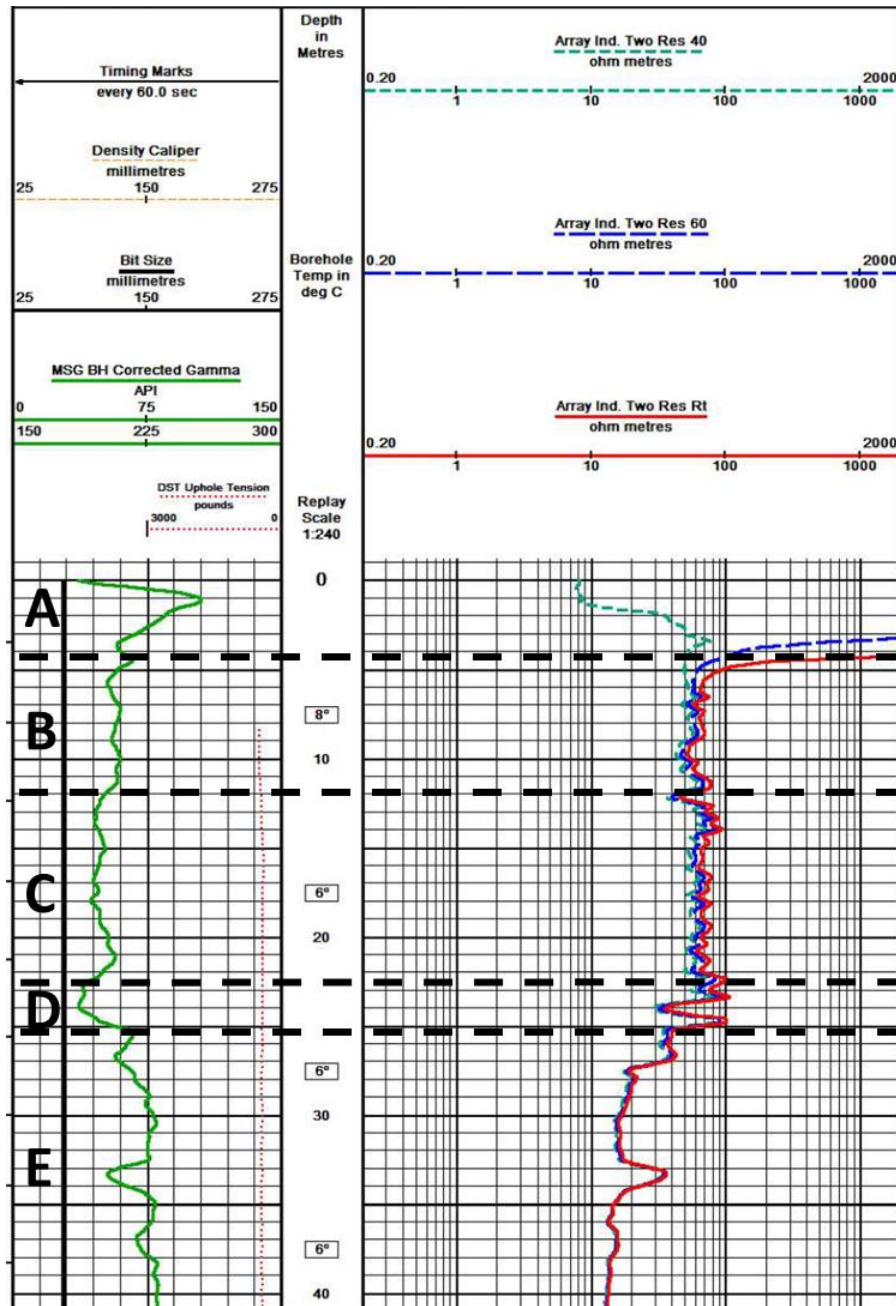 Timing Marks
every 60.0 sec
Density Caliper
millimetres
25 150 275
Bit Size
millimetres
25 150 275
MSG BH Corrected Gamma
API
0 75 150
150 225 300
DST Uphole Tension
pounds
3000 0
Depth
in
Metres
Borehole
Temp in
deg C
Replay
Scale
1:240
Array Ind. Two Res 40
ohm metres
0.20 2000
1 10 100 1000
Array Ind. Two Res 60
ohm metres
0.20 2000
1 10 100 1000
Array Ind. Two Res Rt
ohm metres
0.20 2000
1 10 100 1000
A
B
C
D
E
0
8°
10
6°
20
6°
30
6°
40